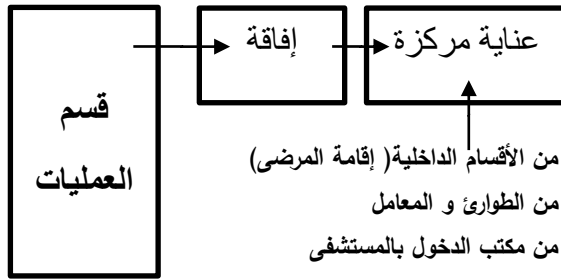 عناية مركزة
إفاقة
قسم
العمليات
من الأقسام الداخلية( إقامة المرضى)
من الطوارئ و المعامل
من مكتب الدخول بالمستشفى